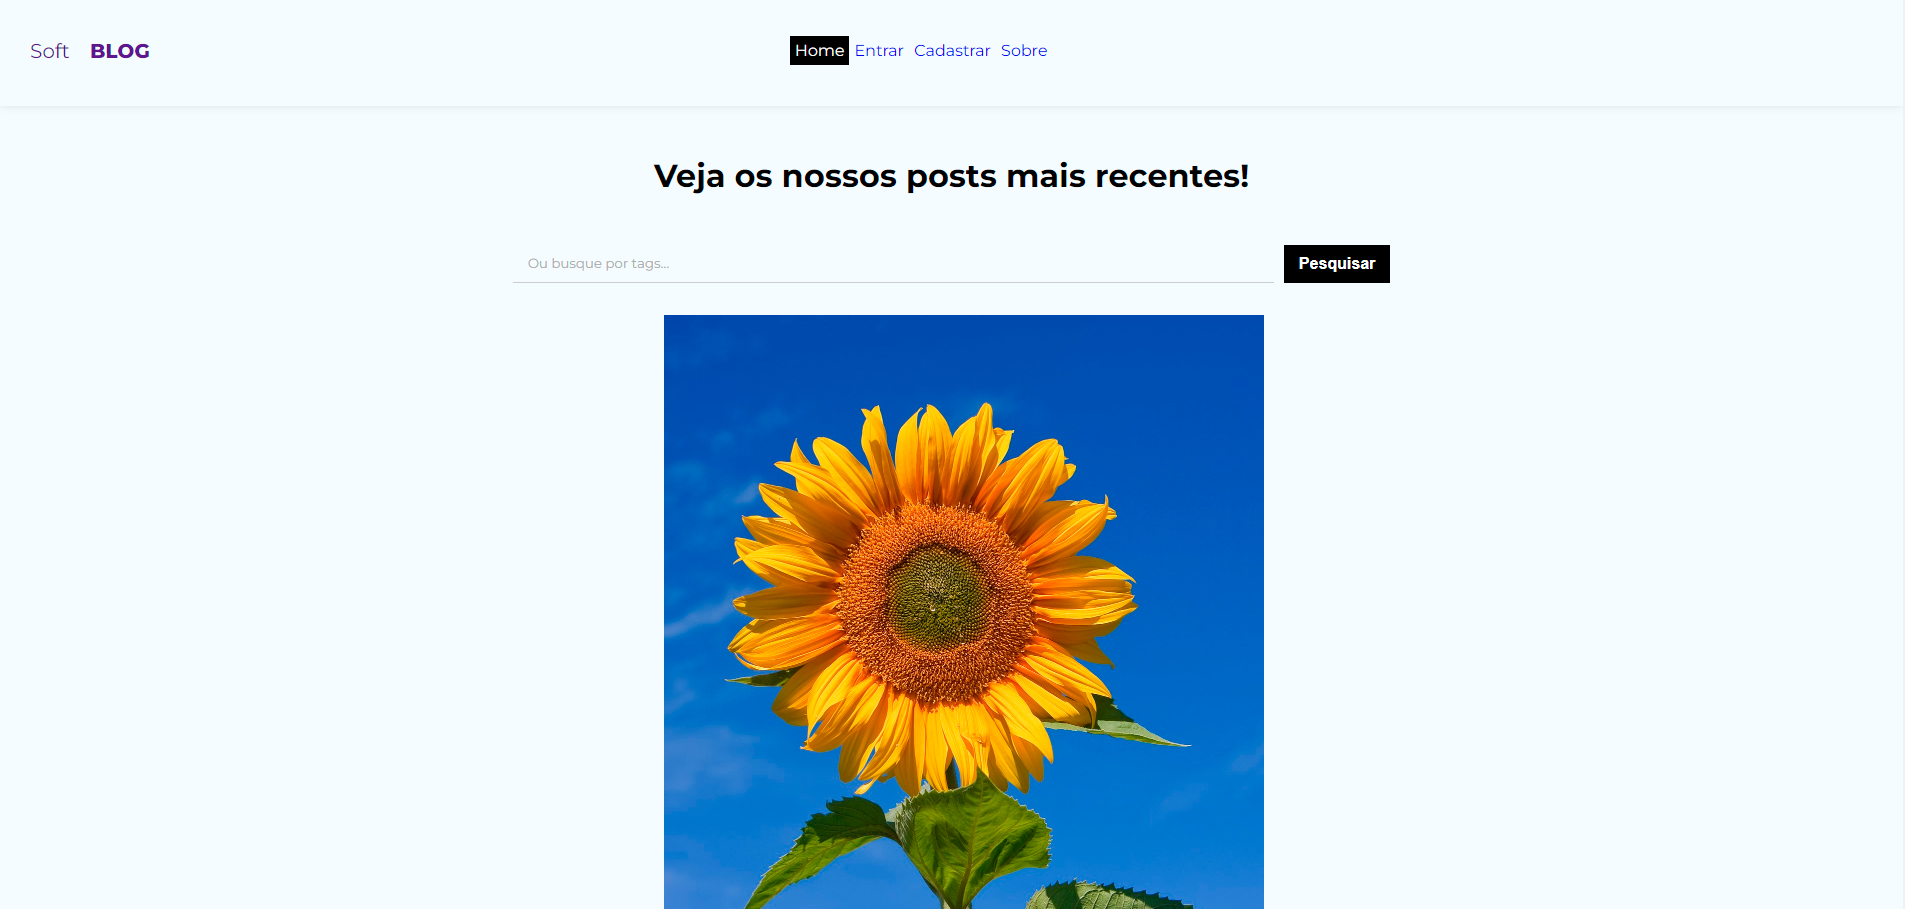 Soft BLOG
Home Entrar Cadastrar Sobre
Veja os nossos posts mais recentes!
Ou busque por tags...
Pesquisar